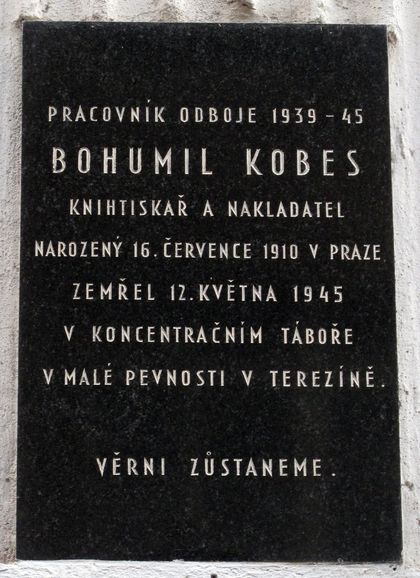 PRACOVNÍK ODBOJE 1939 - 45
BOHUMIL KOBES
KNIHTISKAŘ A NAKLADATEL
NAROZENÝ 16. ČERVENCE 1910 V PRAZE
ZEMŘEL 12. KVĚTNA 1945
V KONCENTRAČNÍM TÁBOŘE
V MALÉ PEVNOSTI V TEREZÍNĚ.
VĚRNI ZŮSTANEME.